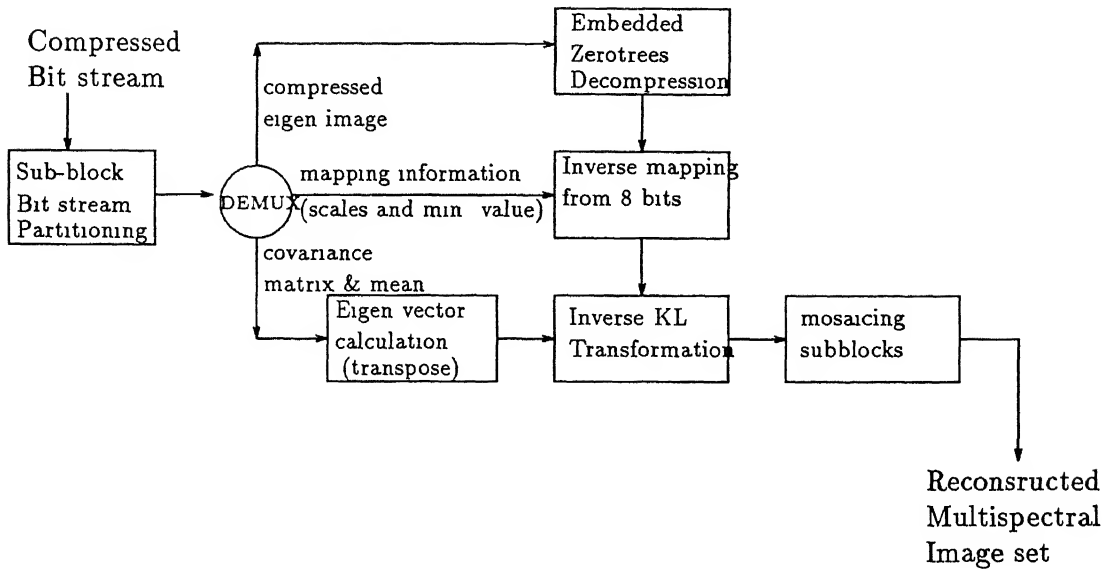 Compressed
Bit stream
Sub-block
Bit stream
Partitioning
DEMUX
compressed
eigen image
mapping information
(scales and min value)
covariance
matrix & mean
Embedded
Zerotrees
Decompression
Inverse mapping
from 8 bits
Eigen vector
calculation
(transpose)
Inverse KL
Transformation
mosaicing
subblocks
Reconsructed
Multispectral
Image set